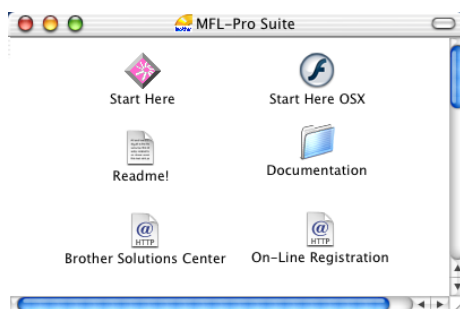 MFL-Pro Suite
Start Here
Start Here OSX
Readme!
Documentation
@
HTTP
@
HTTP
Brother Solutions Center
On-Line Registration